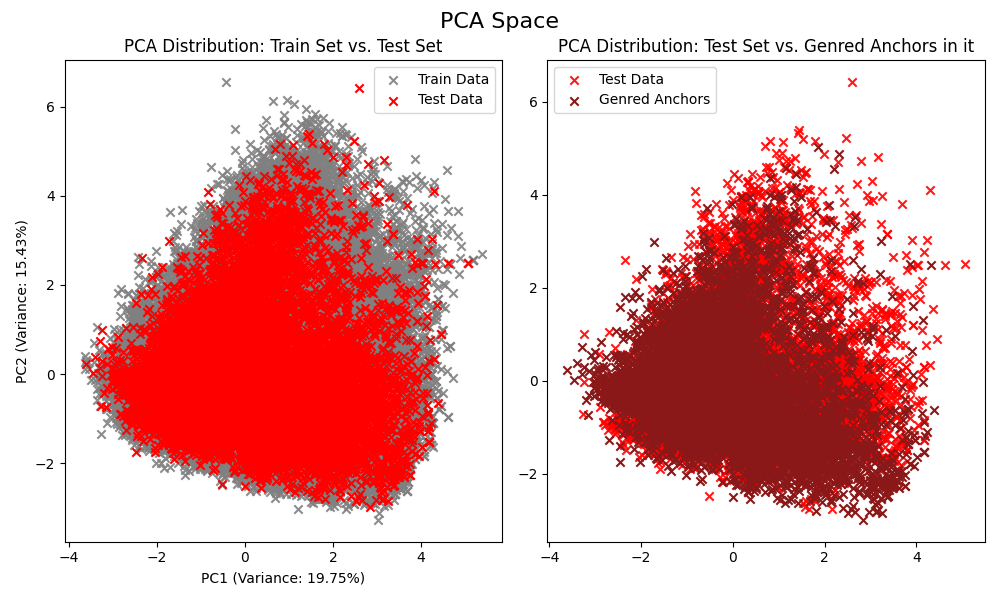 PCA Space
PCA Distribution: Train Set vs. Test Set
Train Data
Test Data
6
4
2
0
−2
−4
−2
0
2
4
PC2 (Variance: 15.43%)
PC1 (Variance: 19.75%)
PCA Distribution: Test Set vs. Genred Anchors in it
Test Data
Genred Anchors
6
4
2
0
−2
−4
−2
0
2
4